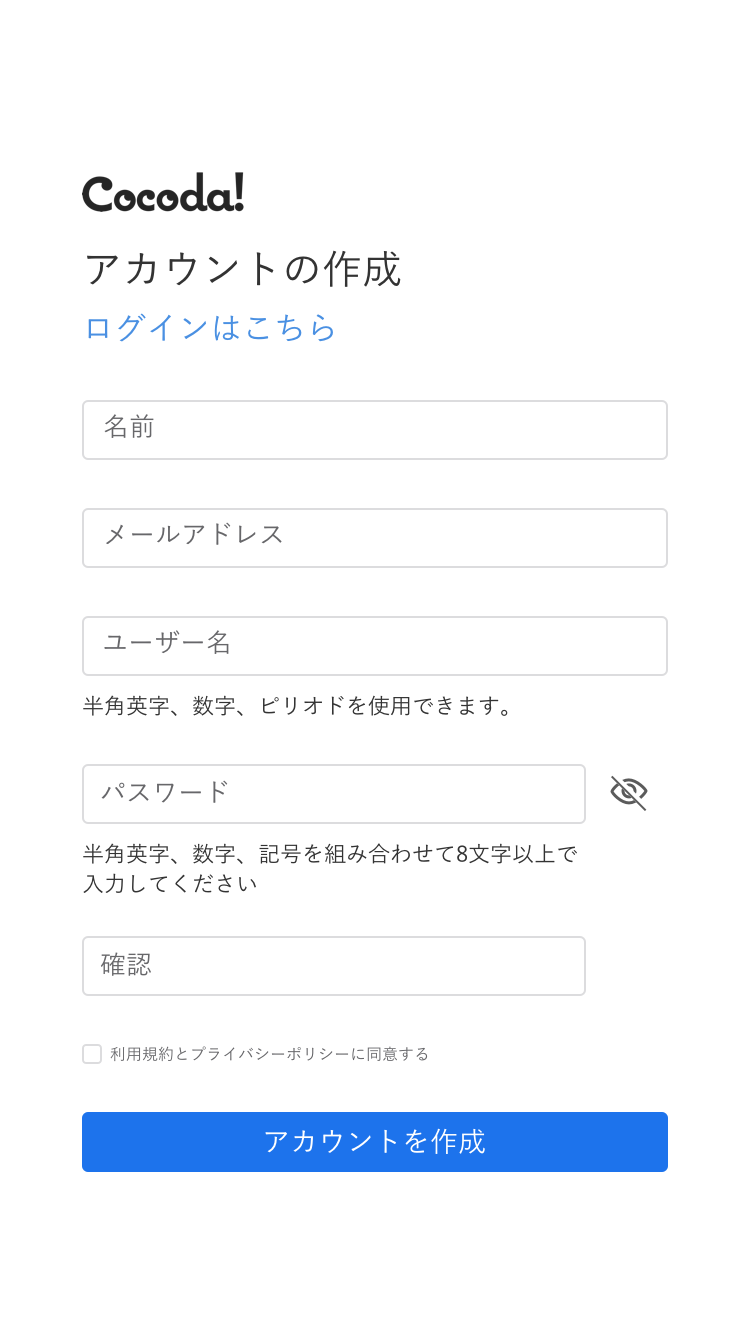 Cocoda!
アカウントの作成
ログインはこちら
名前
メールアドレス
ユーザー名
半角英字、数字、ピリオドを使用できます。
パスワード
半角英字、数字、記号を組み合わせて8文字以上で
入力してください
確認
利用規約とプライバシーポリシーに同意する
アカウントを作成